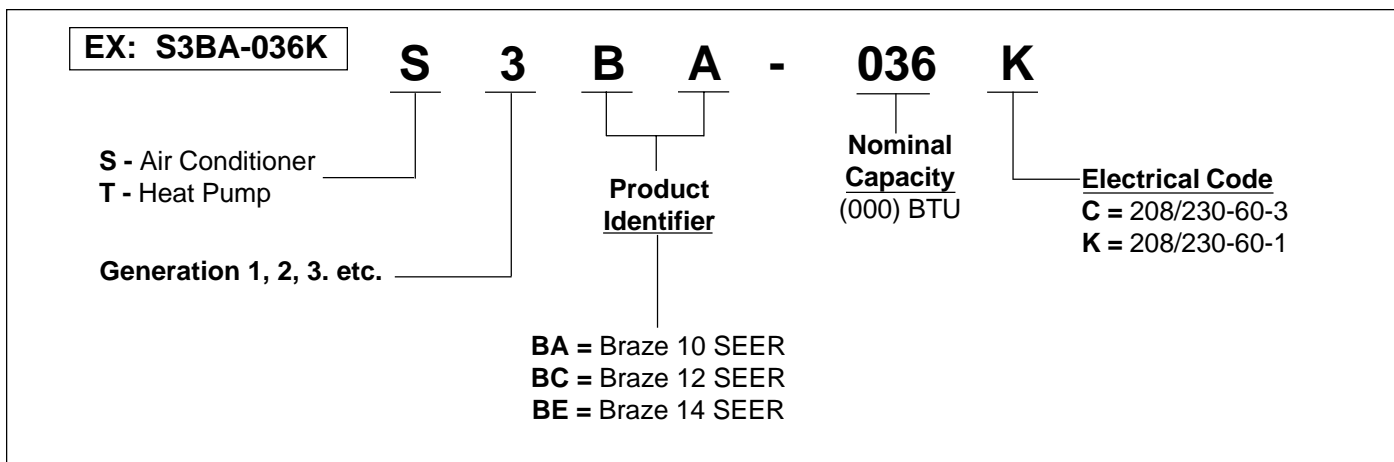 EX: S3BA-036K
S 3 B A - 036 K
S - Air Conditioner
T - Heat Pump
Generation 1, 2, 3. etc.
Product
Identifier
BA = Braze 10 SEER
BC = Braze 12 SEER
BE = Braze 14 SEER
Nominal
Capacity
(000) BTU
Electrical Code
C = 208/230-60-3
K = 208/230-60-1